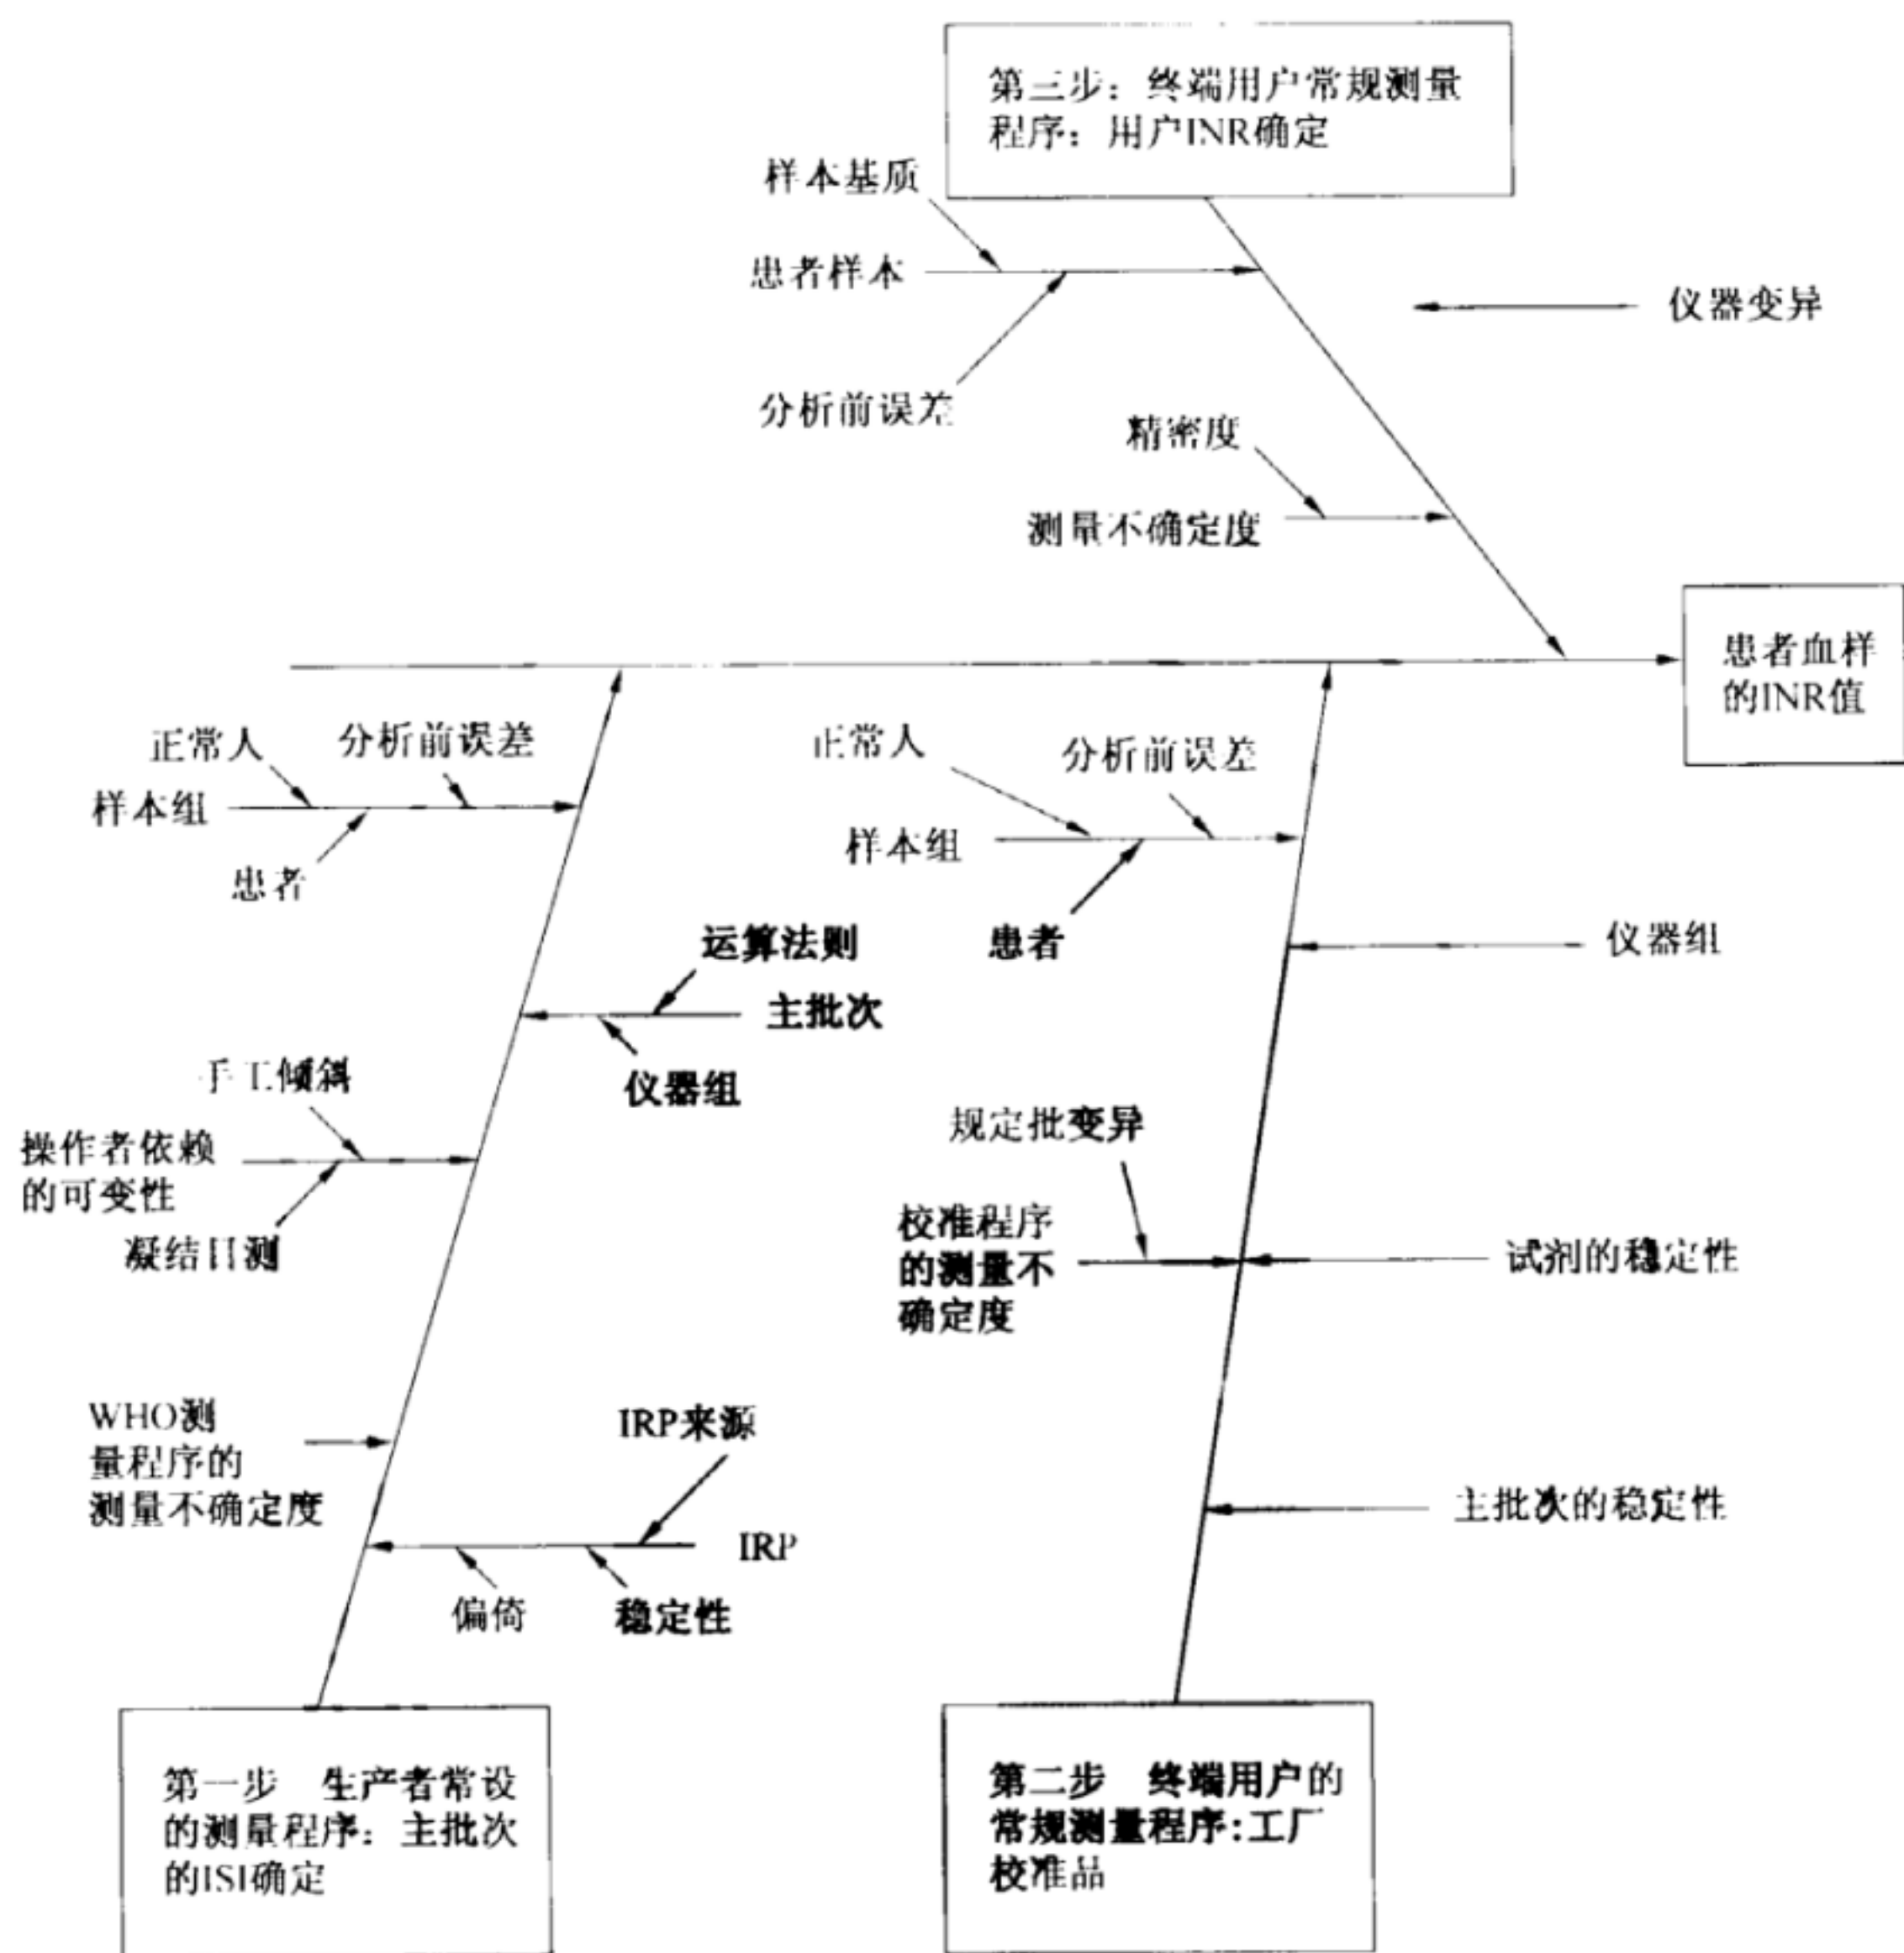 第三步：终端用户常规测量
程序：用户INR确定
样本基质
患者样本
仪器变异
分析前误差
精密度
测量不确定度
患者血样
的INR值
正常人
分析前误差
样本组
患者
正常人
分析前误差
样本组
患者
运算法则
主批次
仪器组
仪器组
手工倾斜
操作者依赖
的可变性
凝结目测
规定批变异
校准程序
的测量不
确定度
试剂的稳定性
WHO测
量程序的
测量不确定度
IRP来源
IRP
偏倚
稳定性
主批次的稳定性
第一步 生产者常设
的测量程序：主批次
的ISI确定
第二步 终端用户的
常规测量程序：工厂
校准品